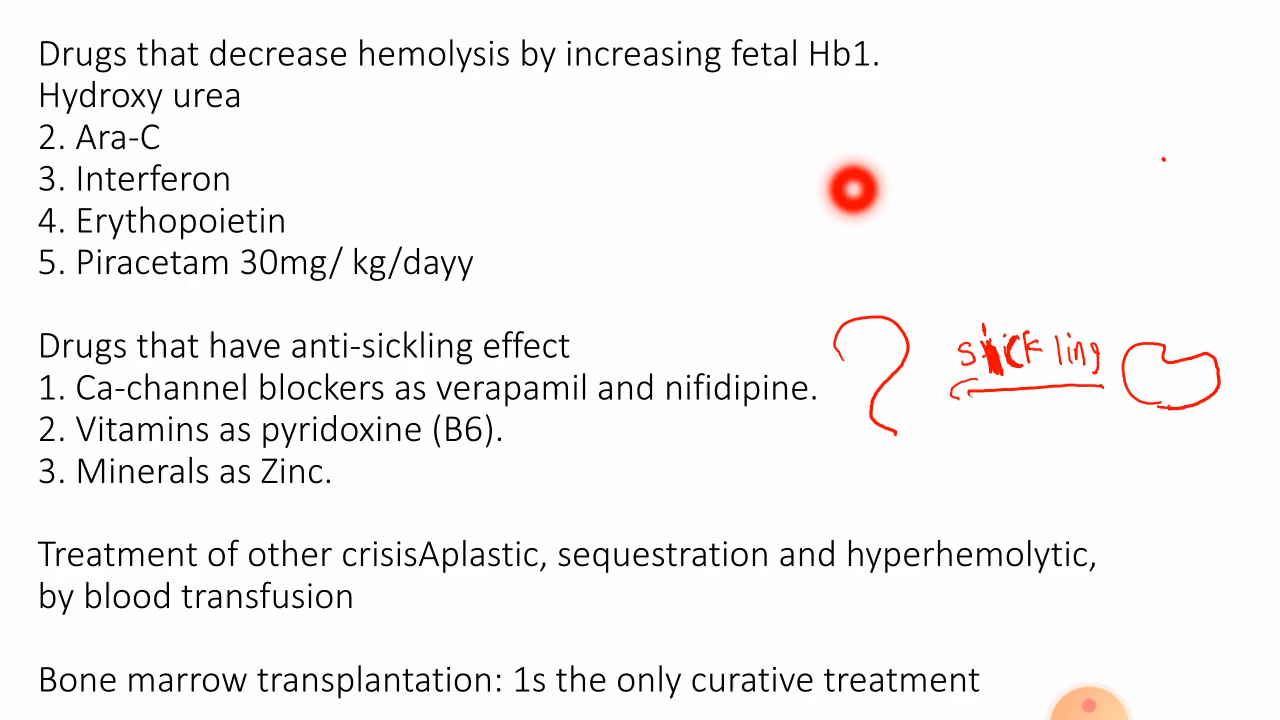 Drugs that decrease hemolysis by increasing fetal Hb1.
Hydroxy urea
2. Ara-C
3. Interferon
4. Erythopoietin
5. Piracetam 30mg/ kg/dayy
Drugs that have anti-sickling effect
1. Ca-channel blockers as verapamil and nifidipine.
2. Vitamins as pyridoxine (B6).
3. Minerals as Zinc.
sickling
Treatment of other crisisAplastic, sequestration and hyperhemolytic,
by blood transfusion
Bone marrow transplantation: 1s the only curative treatment